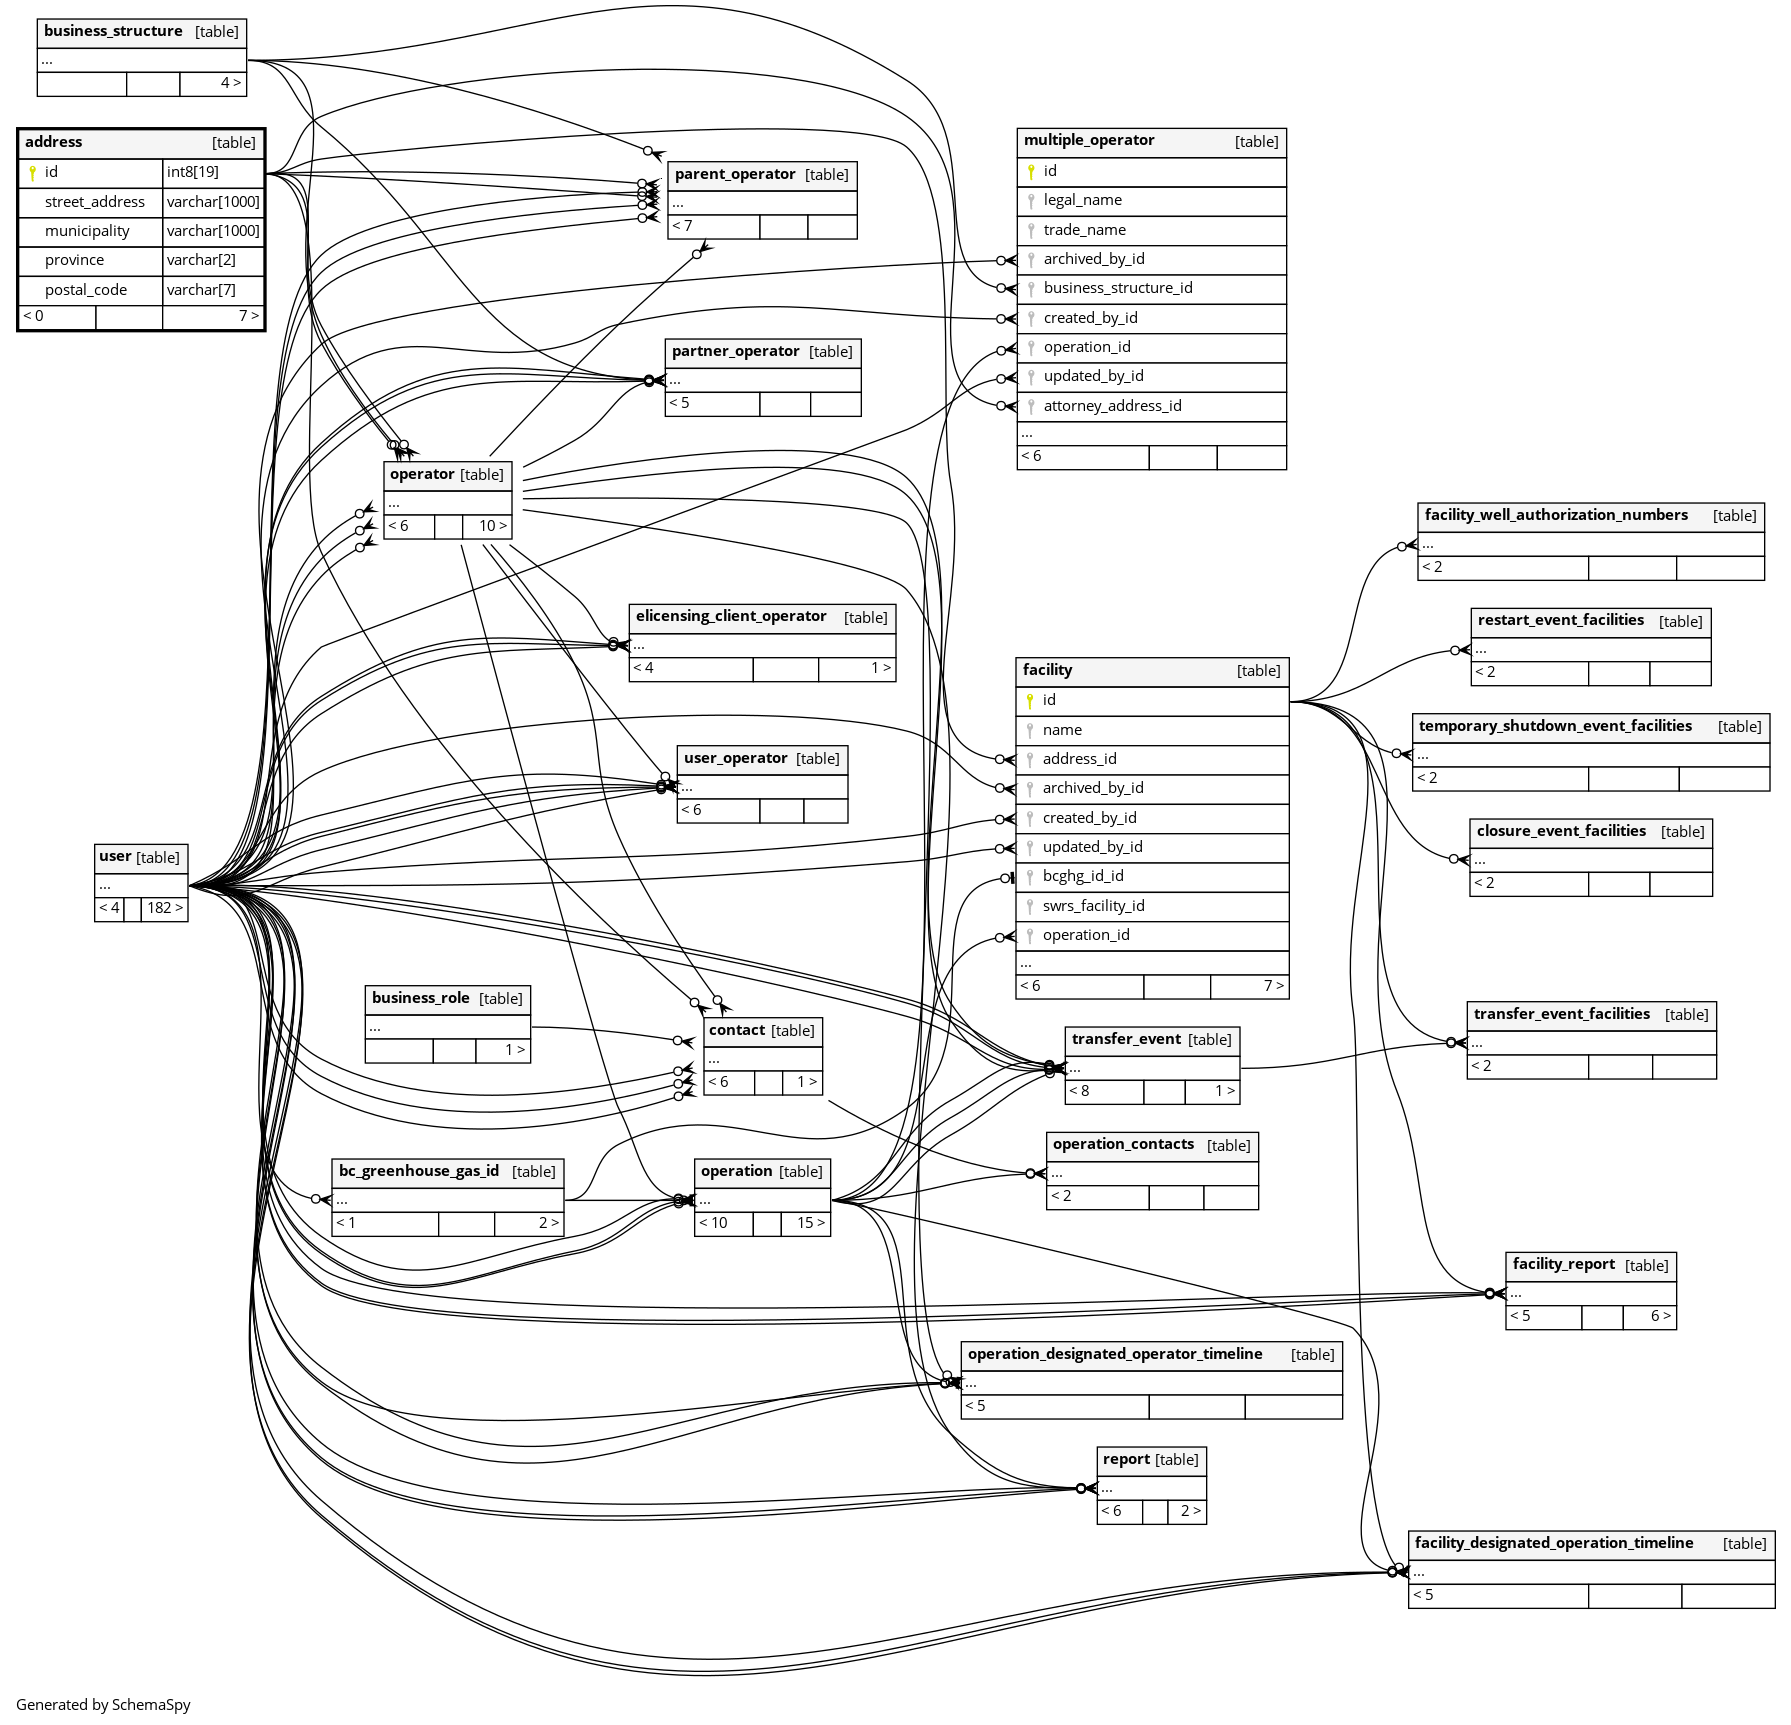 business_structure [table]
...
4 >
address [table]
id int8[19]
street_address varchar[1000]
municipality varchar[1000]
province varchar[2]
postal_code varchar[7]
< 0 7 >
parent_operator [table]
...
< 7
multiple_operator [table]
id
legal_name
trade_name
archived_by_id
business_structure_id
created_by_id
operation_id
updated_by_id
attorney_address_id
...
< 6
partner_operator [table]
...
< 5
operator [table]
...
< 6 10 >
facility_well_authorization_numbers [table]
...
< 2
elicensing_client_operator [table]
...
< 4 1 >
restart_event_facilities [table]
...
< 2
facility [table]
id
name
address_id
archived_by_id
created_by_id
updated_by_id
bcghg_id_id
swrs_facility_id
operation_id
...
< 6 7 >
temporary_shutdown_event_facilities [table]
...
< 2
user_operator [table]
...
< 6
closure_event_facilities [table]
...
< 2
user [table]
...
< 4 182 >
business_role [table]
...
1 >
contact [table]
...
< 6 1 >
transfer_event_facilities [table]
...
< 2
transfer_event [table]
...
< 8 1 >
operation_contacts [table]
...
< 2
bc_greenhouse_gas_id [table]
...
< 1 2 >
operation [table]
...
< 10 15 >
facility_report [table]
...
< 5 6 >
operation_designated_operator_timeline [table]
...
< 5
report [table]
...
< 6 2 >
facility_designated_operation_timeline [table]
...
< 5
Generated by SchemaSpy